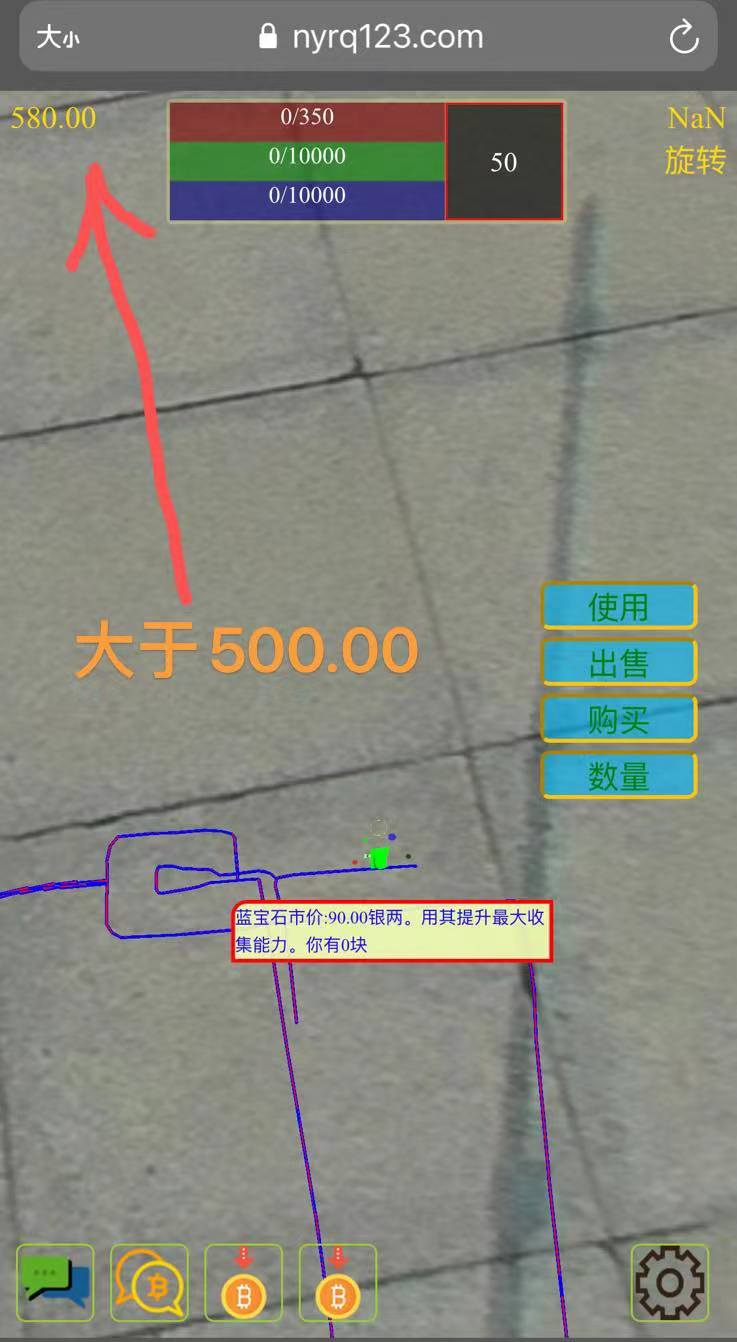 大小 nyrq123.com
580.00
0/350
0/10000
0/10000
50
NaN
旋转
大于500.00
使用
出售
购买
数量
蓝宝石市价:90.00银两。用其提升最大收
集能力。你有0块